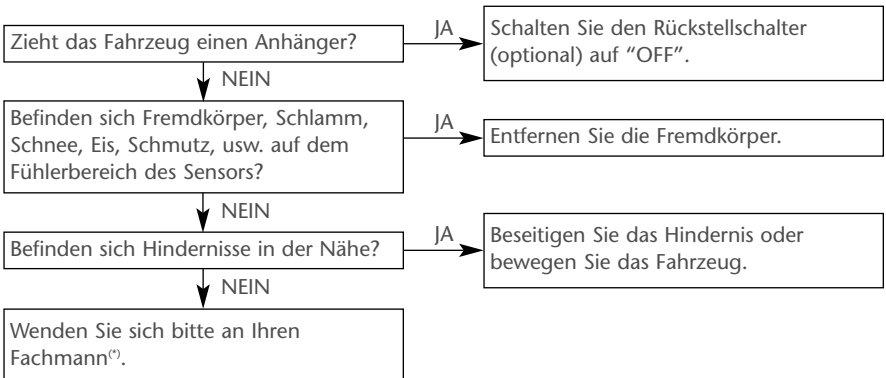 Zieht das Fahrzeug einen Anhänger?
JA
Schalten Sie den Rückstellschalter
(optional) auf “OFF”.
NEIN
Befinden sich Fremdkörper, Schlamm,
Schnee, Eis, Schmutz, usw. auf dem
Fühlerbereich des Sensors?
JA
Entfernen Sie die Fremdkörper.
NEIN
Befinden sich Hindernisse in der Nähe?
JA
Beseitigen Sie das Hindernis oder
bewegen Sie das Fahrzeug.
NEIN
Wenden Sie sich bitte an Ihren
Fachmann(*).